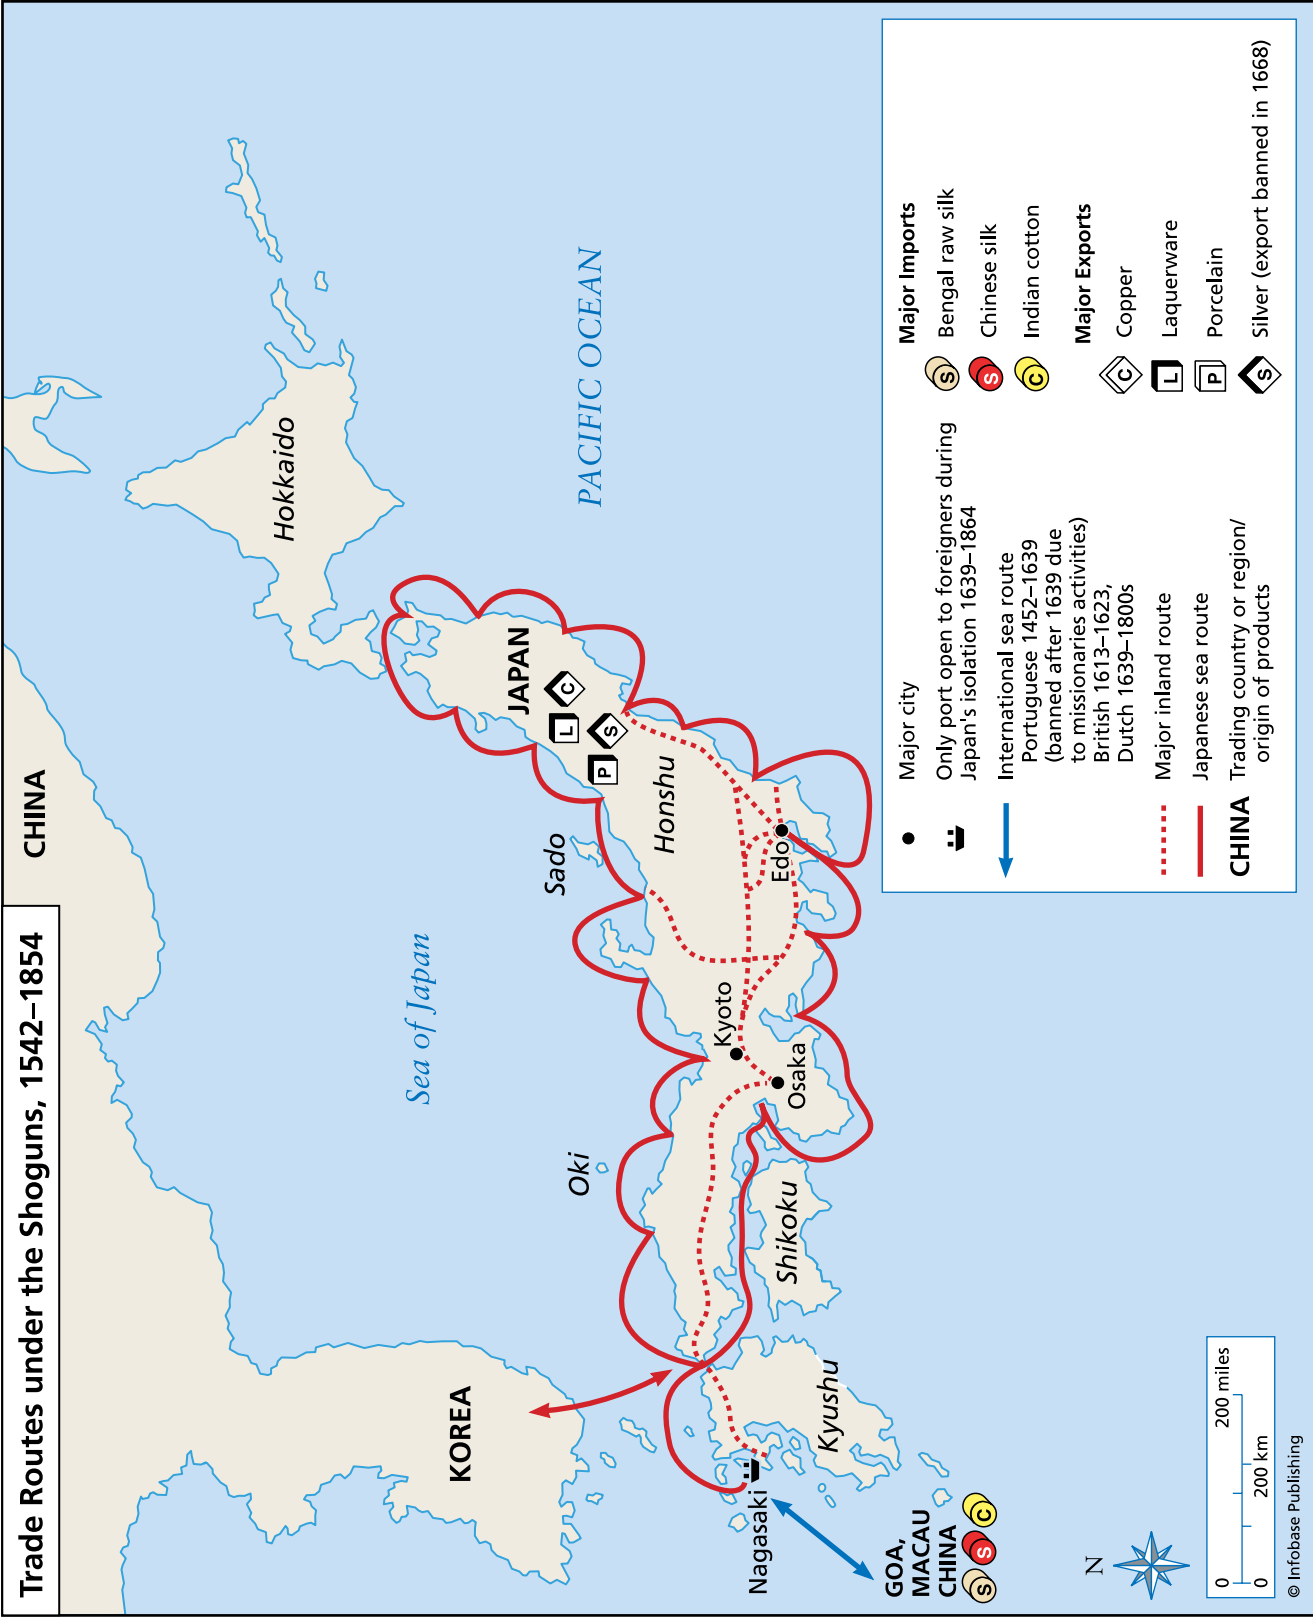 Trade Routes under the Shoguns, 1542–1854
CHINA
Hokkaido
Sea of Japan
PACIFIC OCEAN
KOREA
JAPAN
C
L
S
P
Sado
Honshu
Oki
Kyoto
Edo
Osaka
Shikoku
Kyushu
Nagasaki
GOA,
MACAU
CHINA
S
S
C
N
0
200 miles
0
200 km
© Infobase Publishing
Major city
Only port open to foreigners during
Japan's isolation 1639–1864
International sea route
Portuguese 1452–1639
(banned after 1639 due
to missionaries activities)
British 1613–1623,
Dutch 1639–1800s
Major inland route
Japanese sea route
CHINA Trading country or region/
origin of products
Major Imports
S Bengal raw silk
S Chinese silk
C Indian cotton
Major Exports
C Copper
L Laquerware
P Porcelain
S Silver (export banned in 1668)